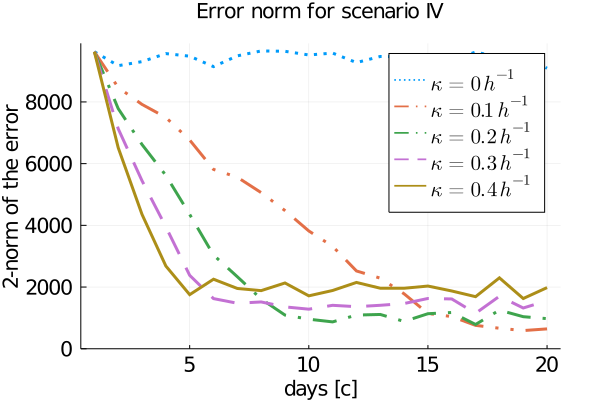 Error norm for scenario IV
2-norm of the error
8000
6000
4000
2000
0
κ = 0 h⁻¹
κ = 0.1 h⁻¹
κ = 0.2 h⁻¹
κ = 0.3 h⁻¹
κ = 0.4 h⁻¹
5 10 15 20
days [c]